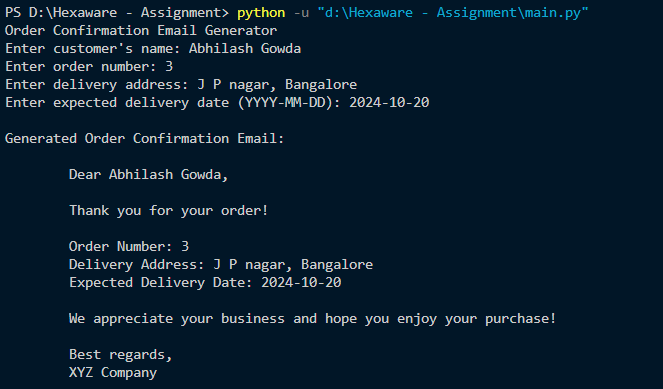 PS D:\Hexaware - Assignment> python -u "d:\Hexaware - Assignment\main.py"
Order Confirmation Email Generator
Enter customer's name: Abhilash Gowda
Enter order number: 3
Enter delivery address: J P nagar, Bangalore
Enter expected delivery date (YYYY-MM-DD): 2024-10-20

Generated Order Confirmation Email:

        Dear Abhilash Gowda,

        Thank you for your order!

        Order Number: 3
        Delivery Address: J P nagar, Bangalore
        Expected Delivery Date: 2024-10-20

        We appreciate your business and hope you enjoy your purchase!

        Best regards,
        XYZ Company